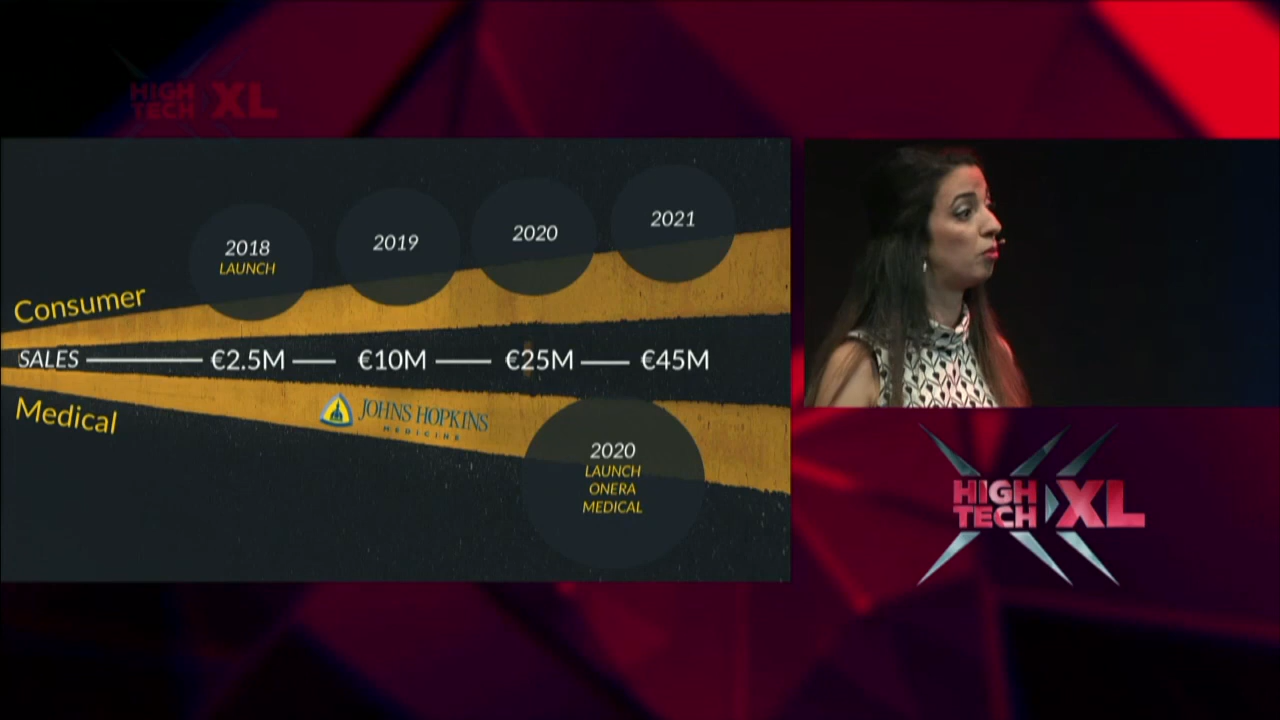 HIGH
TECH XL
2018
LAUNCH
2019
2020
2021
Consumer
SALES €2.5M €10M €25M €45M
Medical
JOHNS HOPKINS
MEDICINE
2020
LAUNCH
ONERA
MEDICAL
HIGH
TECH XL